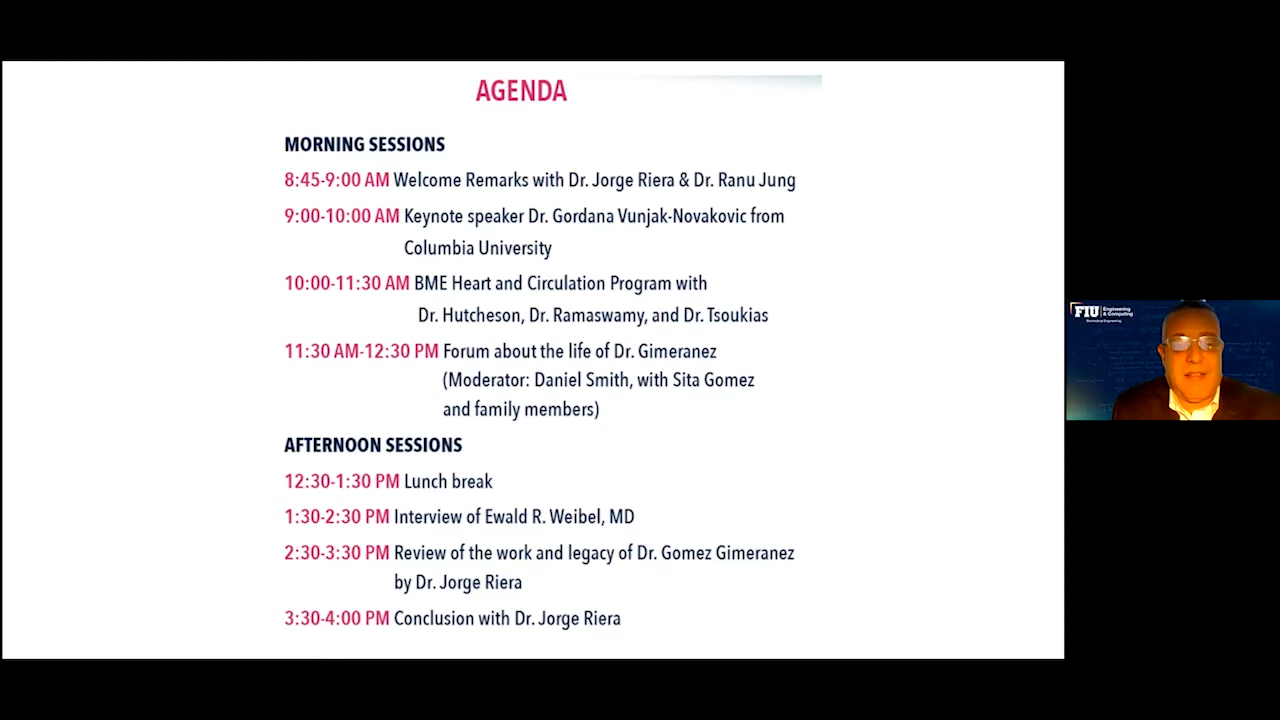 AGENDA
MORNING SESSIONS
8:45-9:00 AM Welcome Remarks with Dr. Jorge Riera & Dr. Ranu Jung
9:00-10:00 AM Keynote speaker Dr. Gordana Vunjak-Novakovic from
Columbia University
10:00-11:30 AM BME Heart and Circulation Program with
Dr. Hutcheson, Dr. Ramaswamy, and Dr. Tsoukias
11:30 AM-12:30 PM Forum about the life of Dr. Gimeranez
(Moderator: Daniel Smith, with Sita Gomez
and family members)
AFTERNOON SESSIONS
12:30-1:30 PM Lunch break
1:30-2:30 PM Interview of Ewald R. Weibel, MD
2:30-3:30 PM Review of the work and legacy of Dr. Gomez Gimeranez
by Dr. Jorge Riera
3:30-4:00 PM Conclusion with Dr. Jorge Riera
FIU Engineering
& Computing
Biomedical Engineering